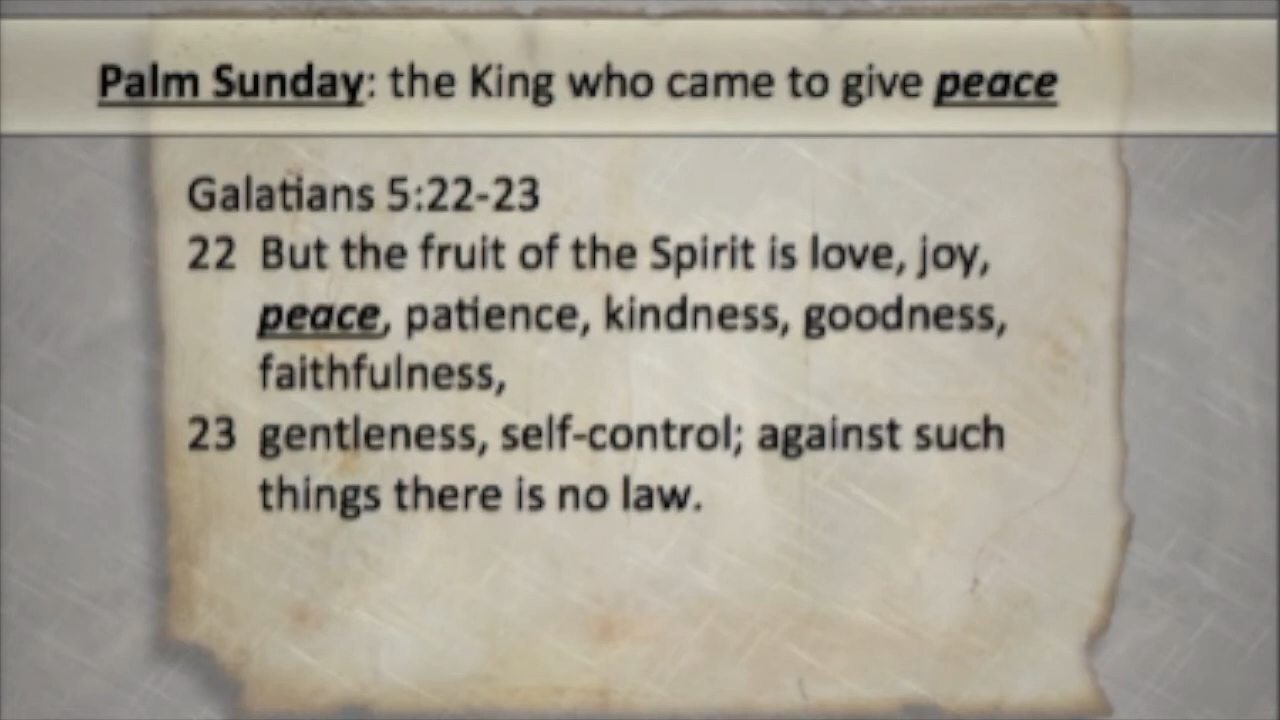 Palm Sunday: the King who came to give peace
Galatians 5:22-23
22 But the fruit of the Spirit is love, joy,
peace, patience, kindness, goodness,
faithfulness,
23 gentleness, self-control; against such
things there is no law.